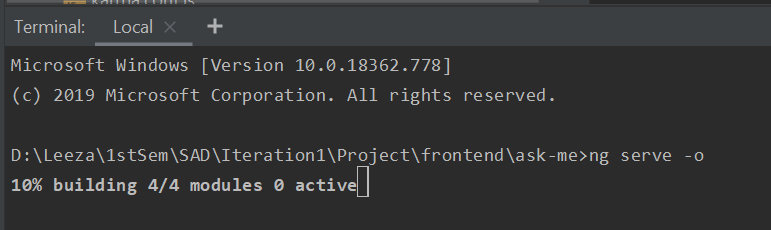 Terminal: Local × +
Microsoft Windows [Version 10.0.18362.778]
(c) 2019 Microsoft Corporation. All rights reserved.
D:\Leeza\1stSem\SAD\Iteration1\Project\frontend\ask-me>ng serve -o
10% building 4/4 modules 0 active